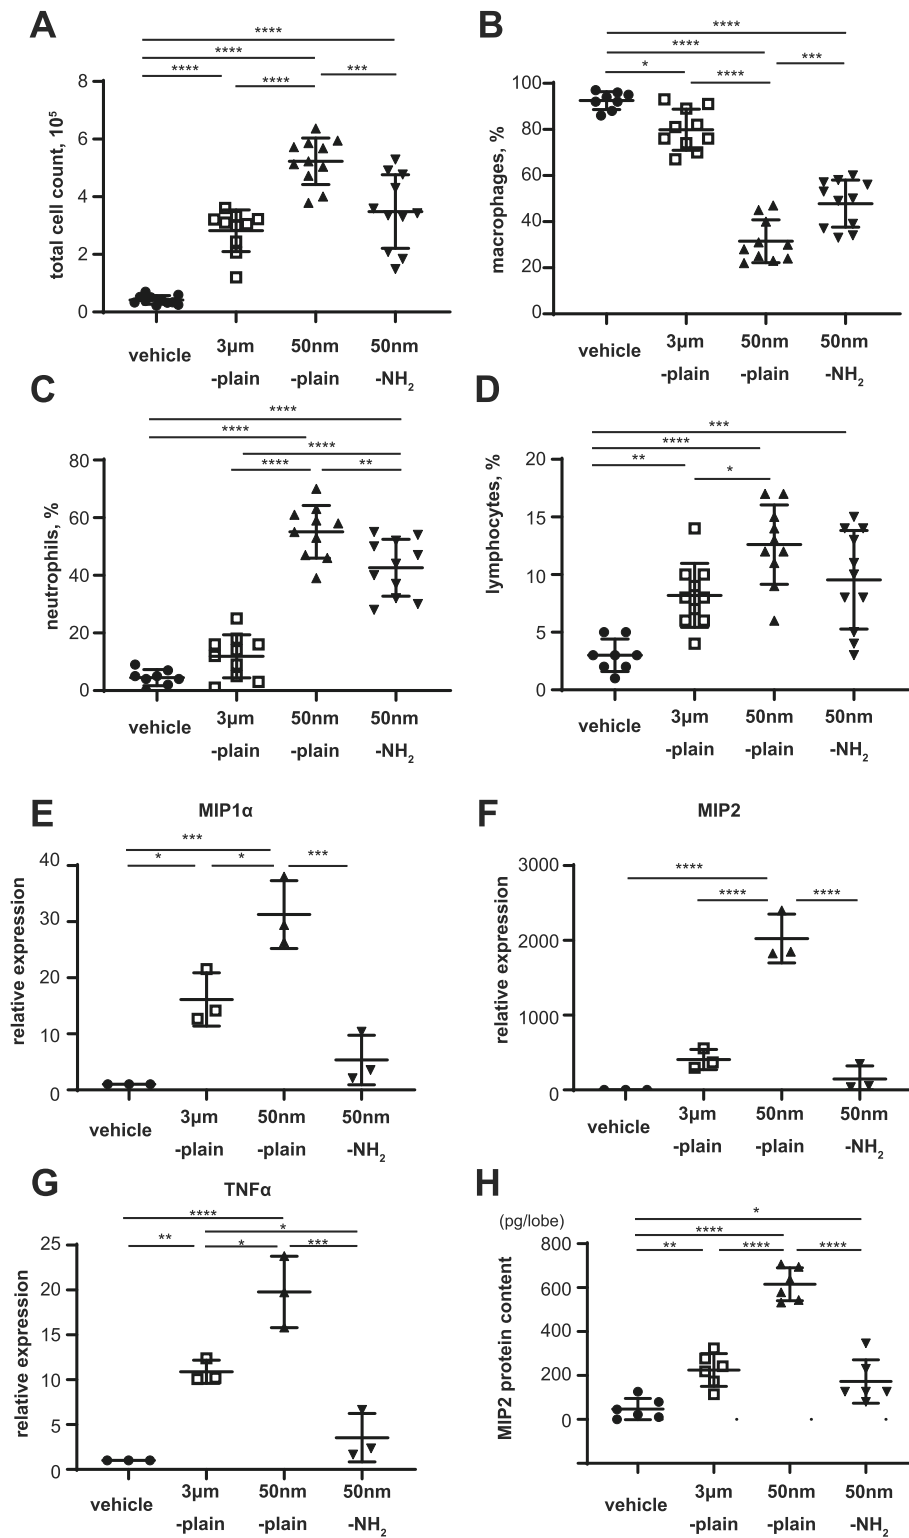 A
****
****
****
****
***
total cell count, 10⁵
8
6
4
2
0
vehicle
3µm
-plain
50nm
-plain
50nm
-NH₂
B
****
****
***
*
****
macrophages, %
100
80
60
40
20
0
vehicle
3µm
-plain
50nm
-plain
50nm
-NH₂
C
****
****
****
****
**
neutrophils, %
80
60
40
20
0
vehicle
3µm
-plain
50nm
-plain
50nm
-NH₂
D
***
****
**
*
lymphocytes, %
20
15
10
5
0
vehicle
3µm
-plain
50nm
-plain
50nm
-NH₂
E
MIP1α
***
*
*
***
relative expression
40
30
20
10
0
vehicle
3µm
-plain
50nm
-plain
50nm
-NH₂
F
MIP2
****
****
****
relative expression
3000
2000
1000
0
vehicle
3µm
-plain
50nm
-plain
50nm
-NH₂
G
TNFα
****
*
**
*
***
relative expression
25
20
15
10
5
0
vehicle
3µm
-plain
50nm
-plain
50nm
-NH₂
H
(pg/lobe)
*
****
**
****
****
MIP2 protein content
800
600
400
200
0
vehicle
3µm
-plain
50nm
-plain
50nm
-NH₂